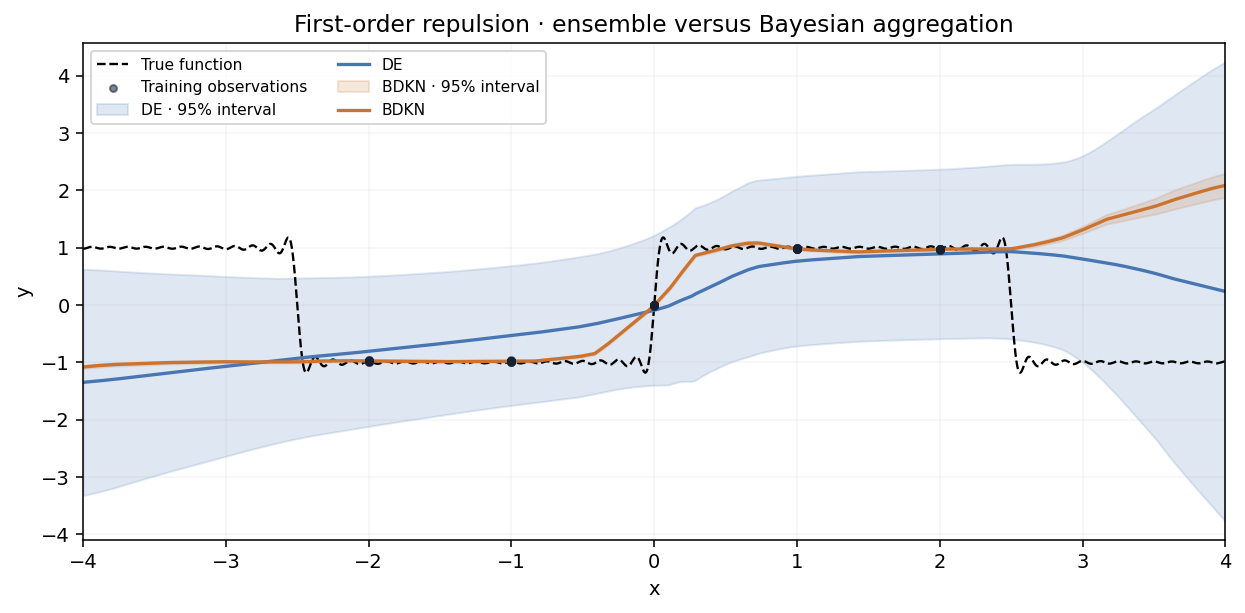 First-order repulsion · ensemble versus Bayesian aggregation
True function
Training observations
DE · 95% interval
DE
BDKN · 95% interval
BDKN
y
4
3
2
1
0
−1
−2
−3
−4
−4
−3
−2
−1
0
1
2
3
4
x